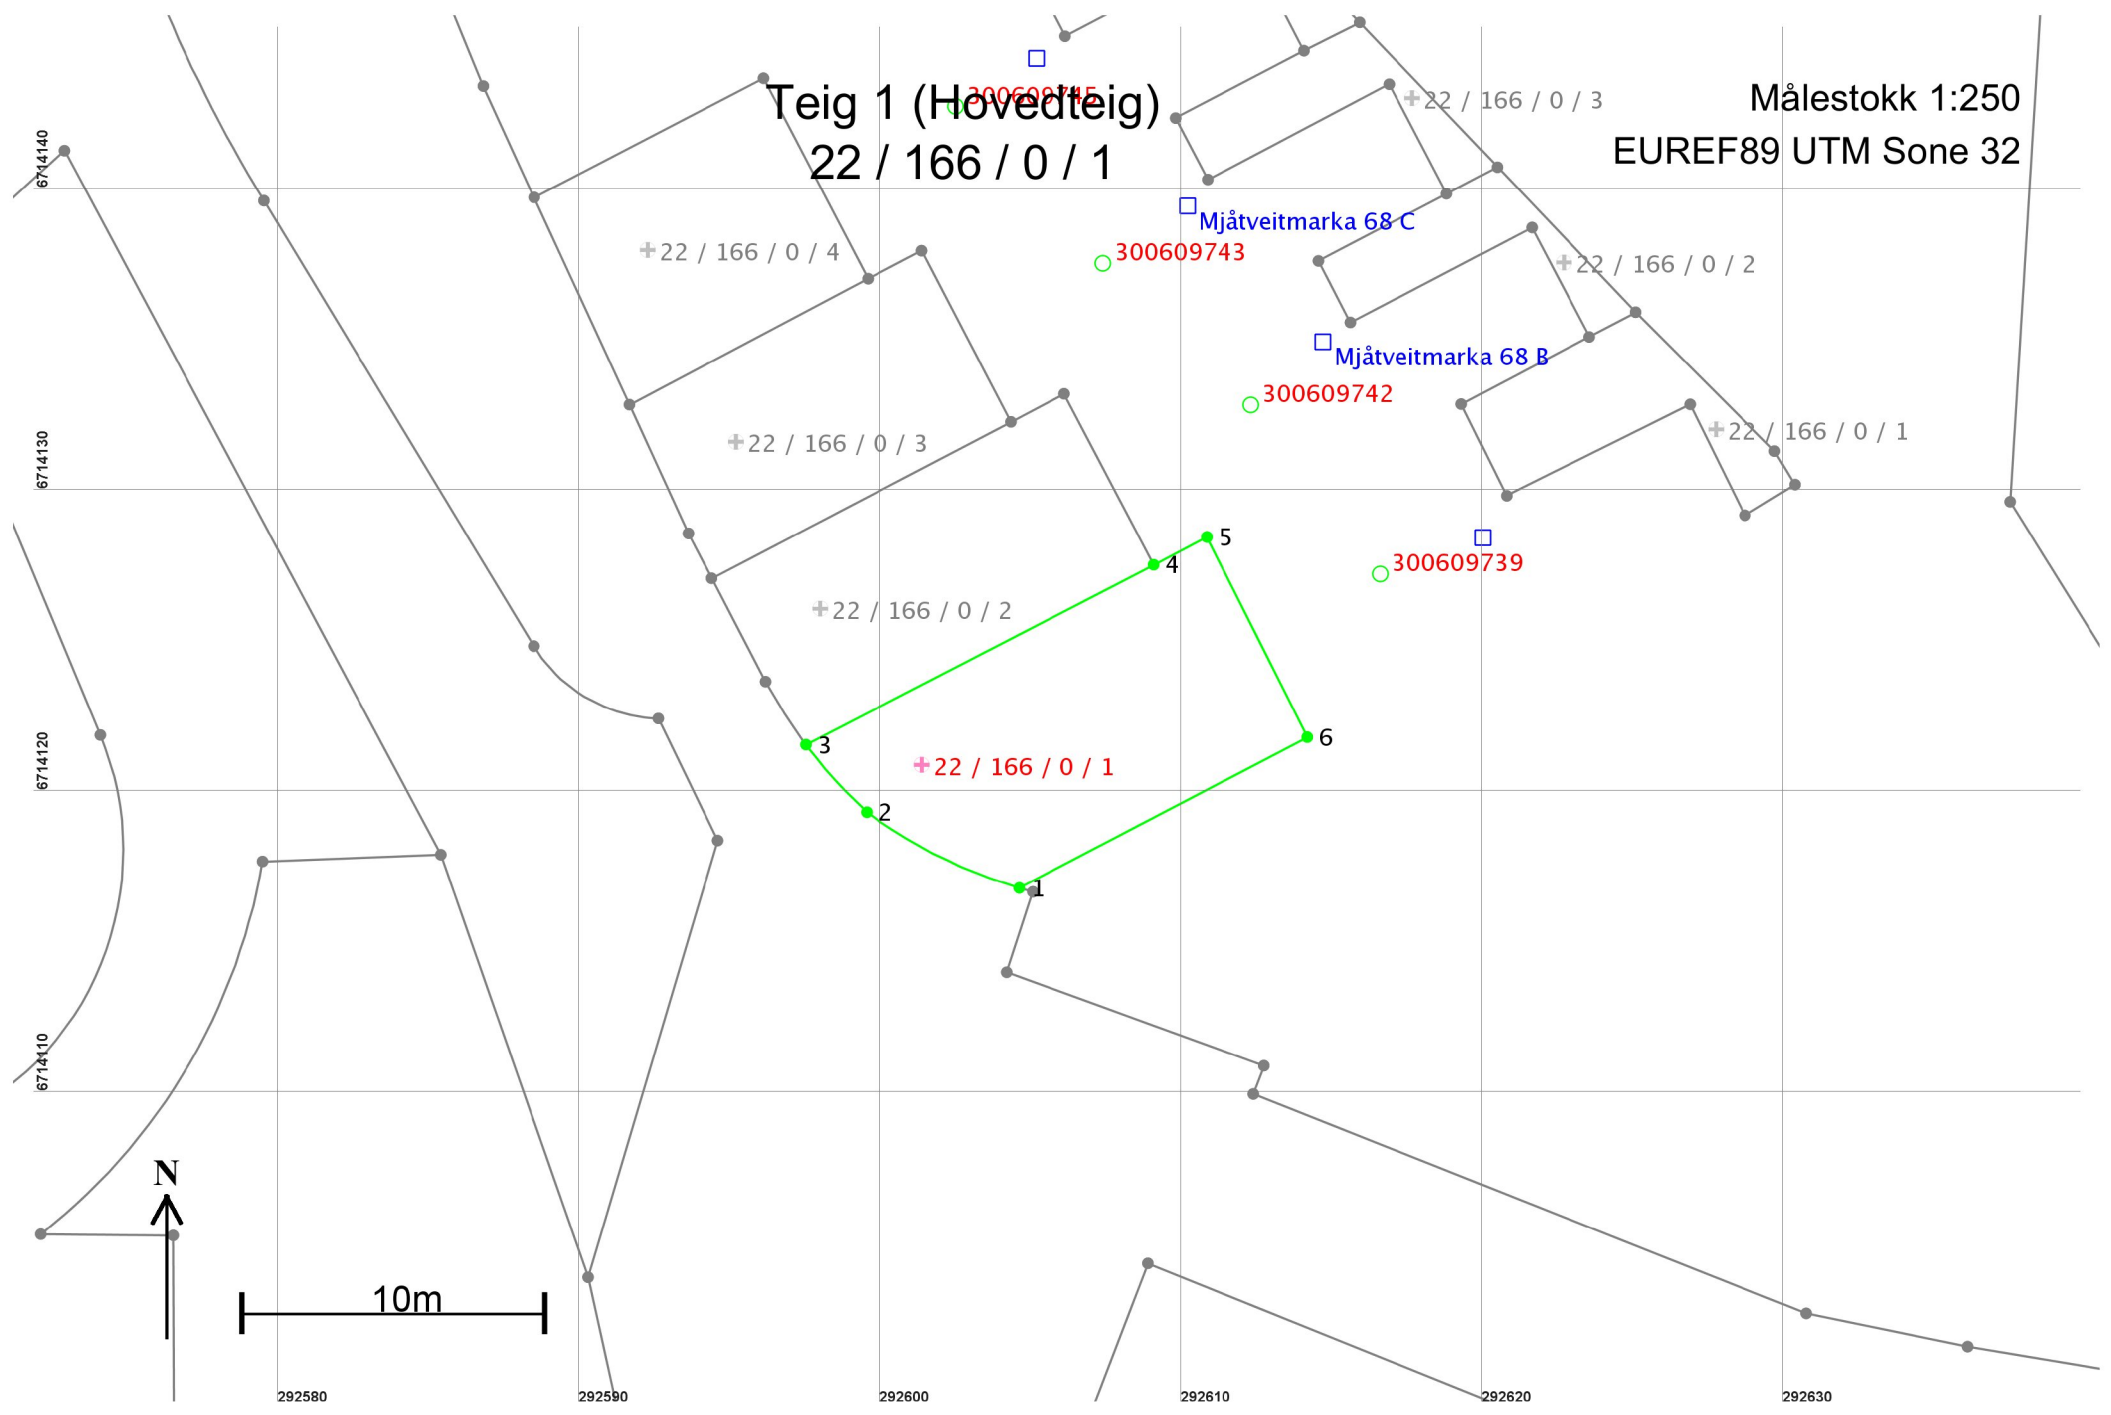 Teig 1 (Hovedteig)
22 / 166 / 0 / 1
Målestokk 1:250
EUREF89 UTM Sone 32
300609745
22 / 166 / 0 / 3
6714140
Mjåtveitmarka 68 C
300609743
22 / 166 / 0 / 4
22 / 166 / 0 / 2
Mjåtveitmarka 68 B
300609742
22 / 166 / 0 / 3
22 / 166 / 0 / 1
6714130
5
4
300609739
22 / 166 / 0 / 2
3
6
6714120
22 / 166 / 0 / 1
2
1
6714110
N
10m
292580
292590
292600
292610
292620
292630